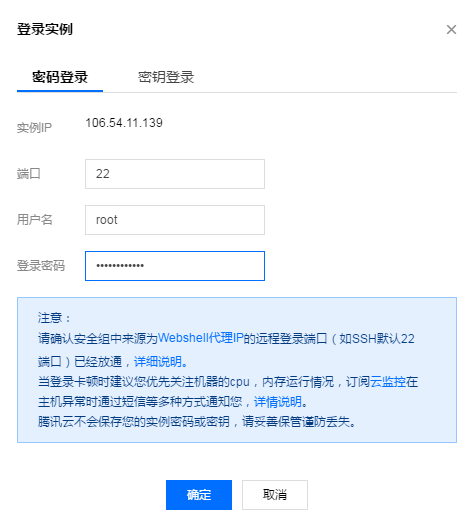 登录实例
密码登录 密钥登录
实例IP 106.54.11.139
端口 22
用户名 root
登录密码 ••••••••••••
注意：
请确认安全组中来源为Webshell代理IP的远程登录端口（如SSH默认22
端口）已经放通，详细说明。
当登录卡顿时建议您优先关注机器的cpu，内存运行情况，订阅云监控在
主机异常时通过短信等多种方式通知您，详情说明。
腾讯云不会保存您的实例密码或密钥，请妥善保管谨防丢失。
确定 取消